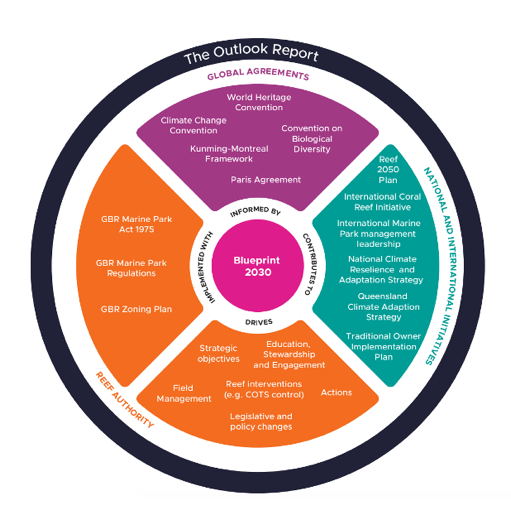 The Outlook Report
GLOBAL AGREEMENTS
World Heritage
Convention
Climate Change
Convention
Convention on
Biological
Diversity
Kunming-Montreal
Framework
Paris Agreement
NATIONAL AND INTERNATIONAL INITIATIVES
Reef
2050
Plan
International Coral
Reef Initiative
International Marine
Park management
leadership
National Climate
Reselience and
Adaptation Strategy
Queensland
Climate Adaption
Strategy
Traditional Owner
Implementation
Plan
GBR Marine Park
Act 1975
GBR Marine Park
Regulations
GBR Zoning Plan
INFORMED BY
CONTRIBUTES TO
IMPLEMENTED WITH
DRIVES
Blueprint
2030
Strategic
objectives
Education,
Stewardship
and Engagement
Field
Management
Reef interventions
(e.g. COTS control)
Actions
Legislative and
policy changes
REEF AUTHORITY